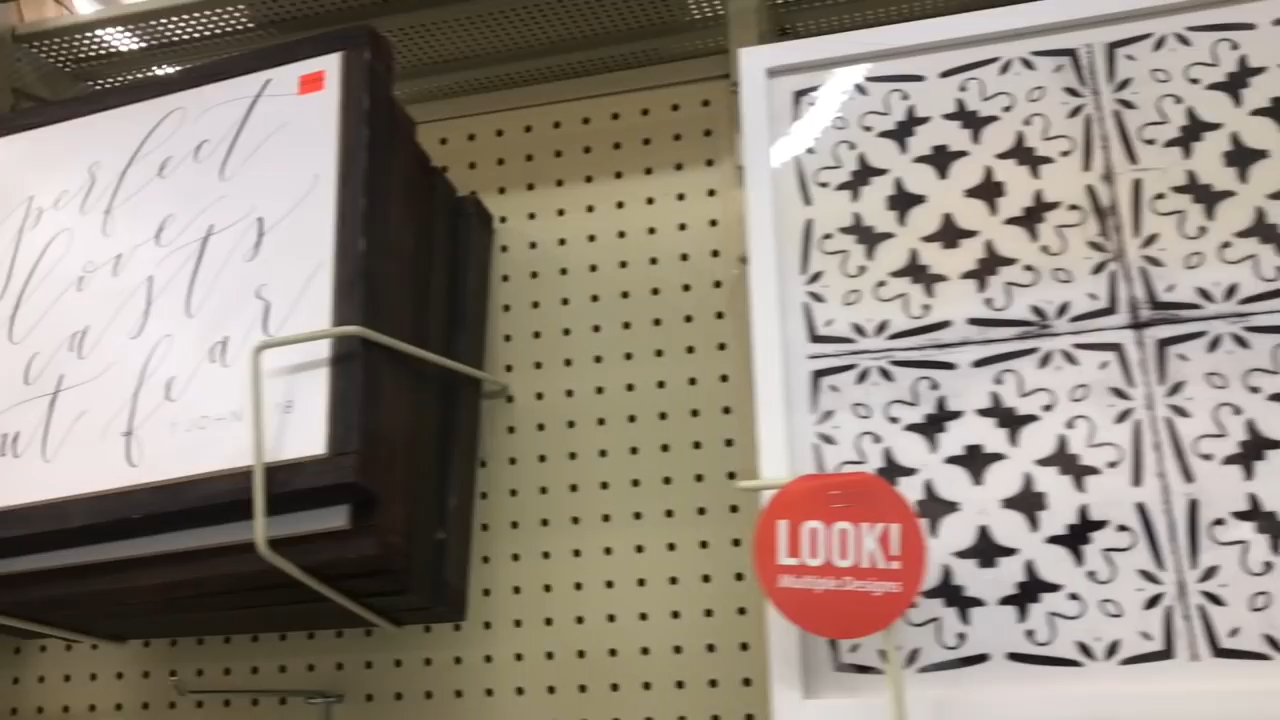 perfect
love
casts
out fear
LOOK!
Multiple Designs